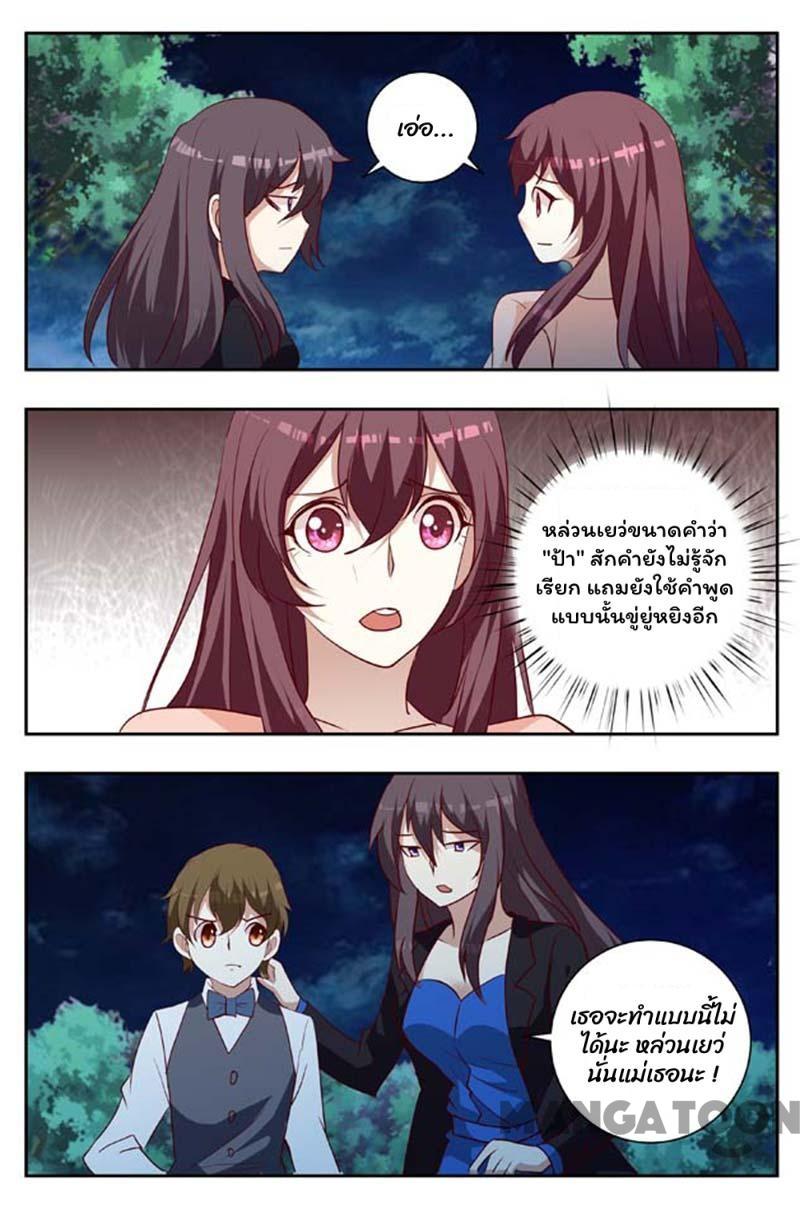 เอ่อ...
หล่วนเยว่ขนาดคำว่า
"ป้า" สักคำยังไม่รู้จัก
เรียก แถมยังใช้คำพูด
แบบนั้นขู่ยู่หยิงอีก
เธอจะทำแบบนี้ไม่
ได้นะ หล่วนเยว่
นั่นแม่เธอนะ !
MANGATOON